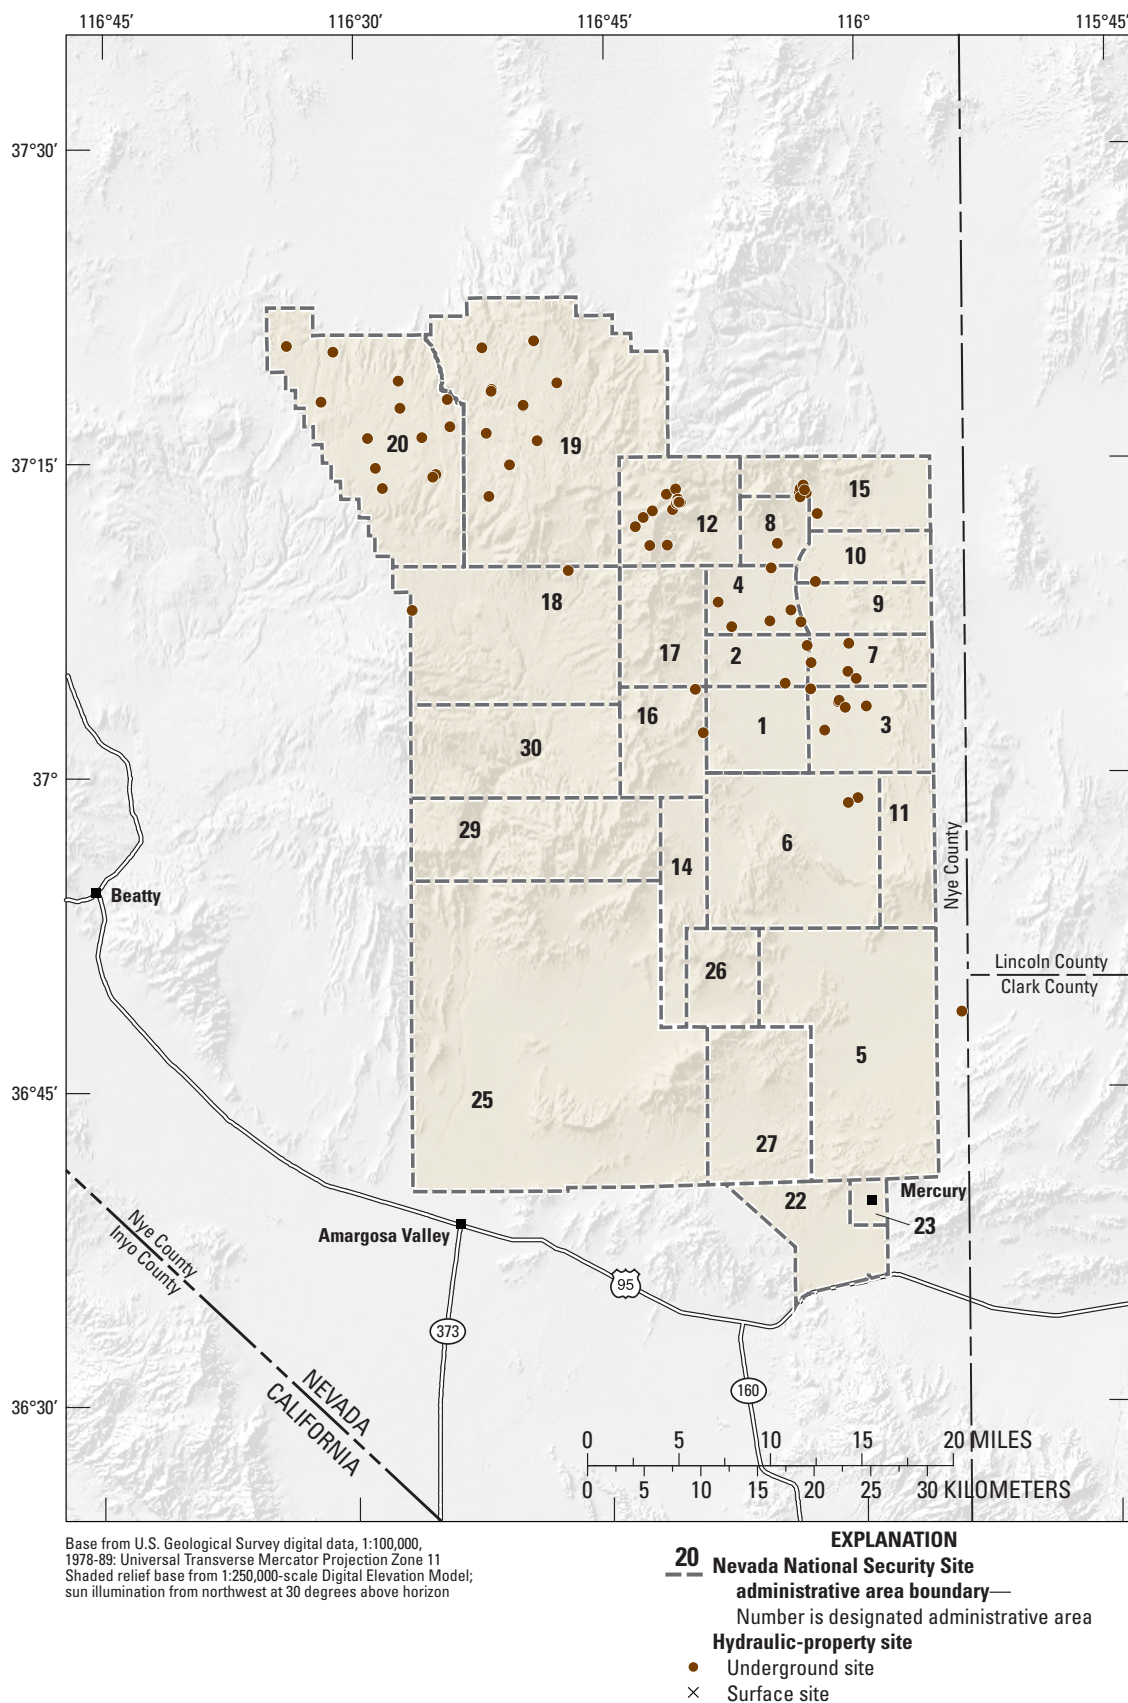 116°45′ 116°30′ 116°45′ 116° 115°45′
37°30′
37°15′
20
19
15
12
8
10
4
18
9
17
2
7
16
1
3
30
37°
11
29
6
14
Nye County
Beatty
26
Lincoln County
Clark County
5
36°45′
25
27
22
Mercury
23
Amargosa Valley
Nye County
Inyo County
95
373
160
NEVADA
CALIFORNIA
36°30′
0 5 10 15 20 MILES
0 5 10 15 20 25 30 KILOMETERS
Base from U.S. Geological Survey digital data, 1:100,000,
1978-89: Universal Transverse Mercator Projection Zone 11
Shaded relief base from 1:250,000-scale Digital Elevation Model;
sun illumination from northwest at 30 degrees above horizon
EXPLANATION
20 Nevada National Security Site
administrative area boundary—
Number is designated administrative area
Hydraulic-property site
Underground site
Surface site